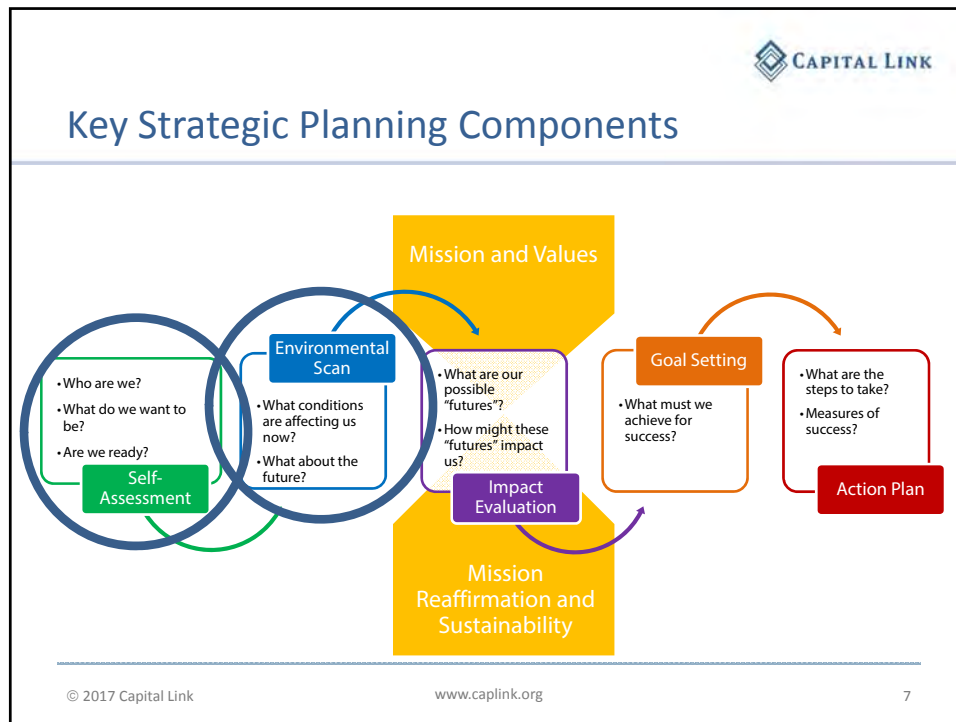 CAPITAL LINK
Key Strategic Planning Components
Mission and Values
• Who are we?
• What do we want to
be?
• Are we ready?
Self-
Assessment
Environmental
Scan
• What conditions
are affecting us
now?
• What about the
future?
• What are our
possible
“futures”?
• How might these
“futures” impact
us?
Impact
Evaluation
Goal Setting
• What must we
achieve for
success?
• What are the
steps to take?
• Measures of
success?
Action Plan
Mission
Reaffirmation and
Sustainability
© 2017 Capital Link
www.caplink.org
7